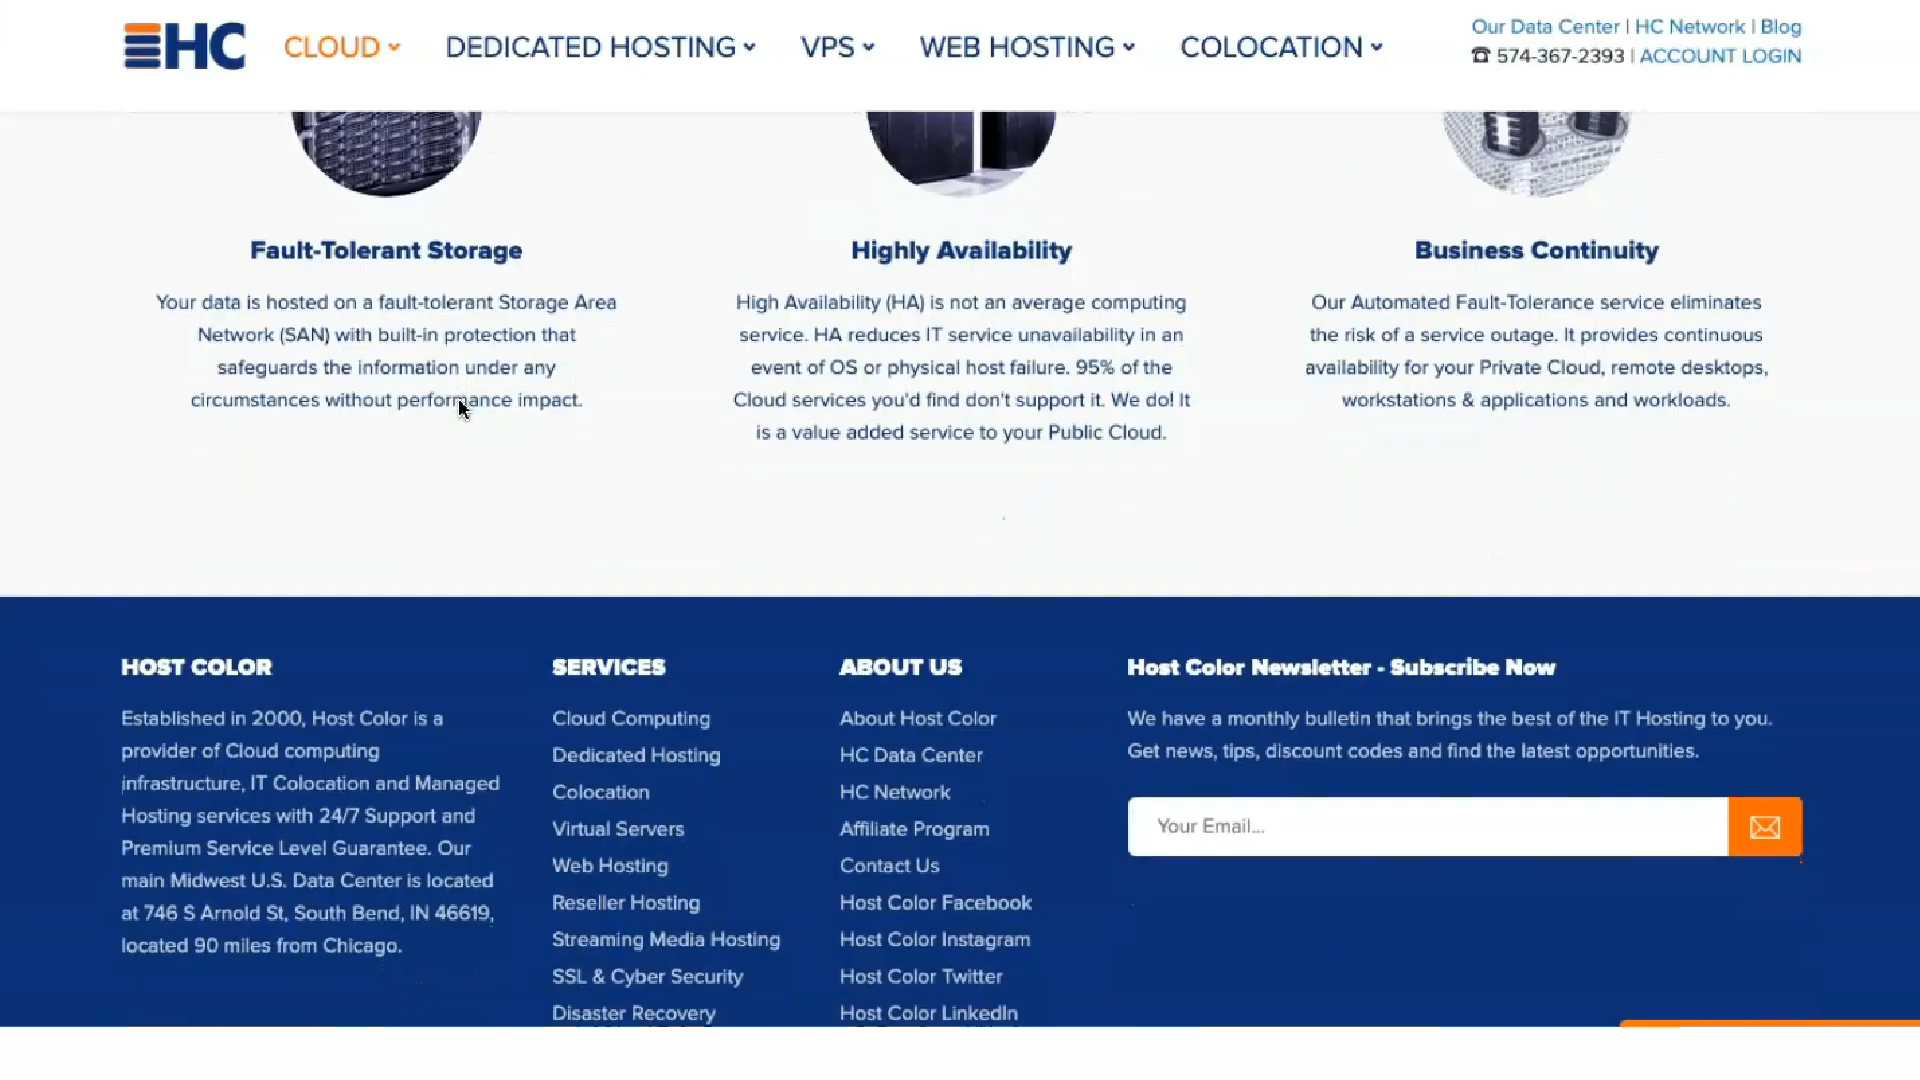 HC
CLOUD
DEDICATED HOSTING
VPS
WEB HOSTING
COLOCATION
Our Data Center | HC Network | Blog
☎ 574-367-2393 | ACCOUNT LOGIN
Fault-Tolerant Storage
Your data is hosted on a fault-tolerant Storage Area
Network (SAN) with built-in protection that
safeguards the information under any
circumstances without performance impact.
Highly Availability
High Availability (HA) is not an average computing
service. HA reduces IT service unavailability in an
event of OS or physical host failure. 95% of the
Cloud services you'd find don't support it. We do! It
is a value added service to your Public Cloud.
Business Continuity
Our Automated Fault-Tolerance service eliminates
the risk of a service outage. It provides continuous
availability for your Private Cloud, remote desktops,
workstations & applications and workloads.
HOST COLOR
Established in 2000, Host Color is a
provider of Cloud computing
infrastructure, IT Colocation and Managed
Hosting services with 24/7 Support and
Premium Service Level Guarantee. Our
main Midwest U.S. Data Center is located
at 746 S Arnold St, South Bend, IN 46619,
located 90 miles from Chicago.
SERVICES
Cloud Computing
Dedicated Hosting
Colocation
Virtual Servers
Web Hosting
Reseller Hosting
Streaming Media Hosting
SSL & Cyber Security
Disaster Recovery
ABOUT US
About Host Color
HC Data Center
HC Network
Affiliate Program
Contact Us
Host Color Facebook
Host Color Instagram
Host Color Twitter
Host Color LinkedIn
Host Color Newsletter - Subscribe Now
We have a monthly bulletin that brings the best of the IT Hosting to you.
Get news, tips, discount codes and find the latest opportunities.
Your Email...